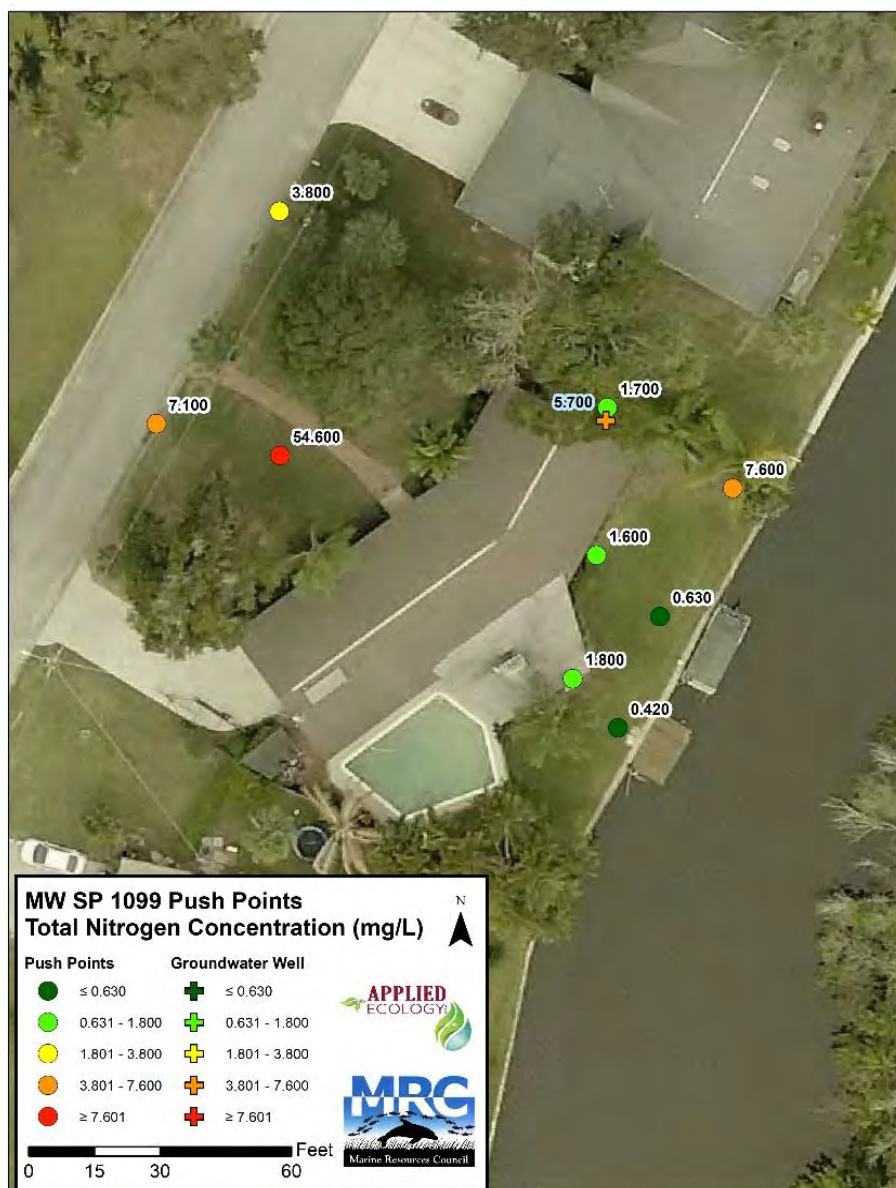 3.800
7.100
54.600
5.700
1.700
7.600
1.600
0.630
1.800
0.420
MW SP 1099 Push Points
Total Nitrogen Concentration (mg/L)
N
Push Points Groundwater Well
≤ 0.630 ≤ 0.630
0.631 - 1.800 0.631 - 1.800
1.801 - 3.800 1.801 - 3.800
3.801 - 7.600 3.801 - 7.600
≥ 7.601 ≥ 7.601
APPLIED
ECOLOGY
MRC
Marine Resources Council
Feet
0 15 30 60